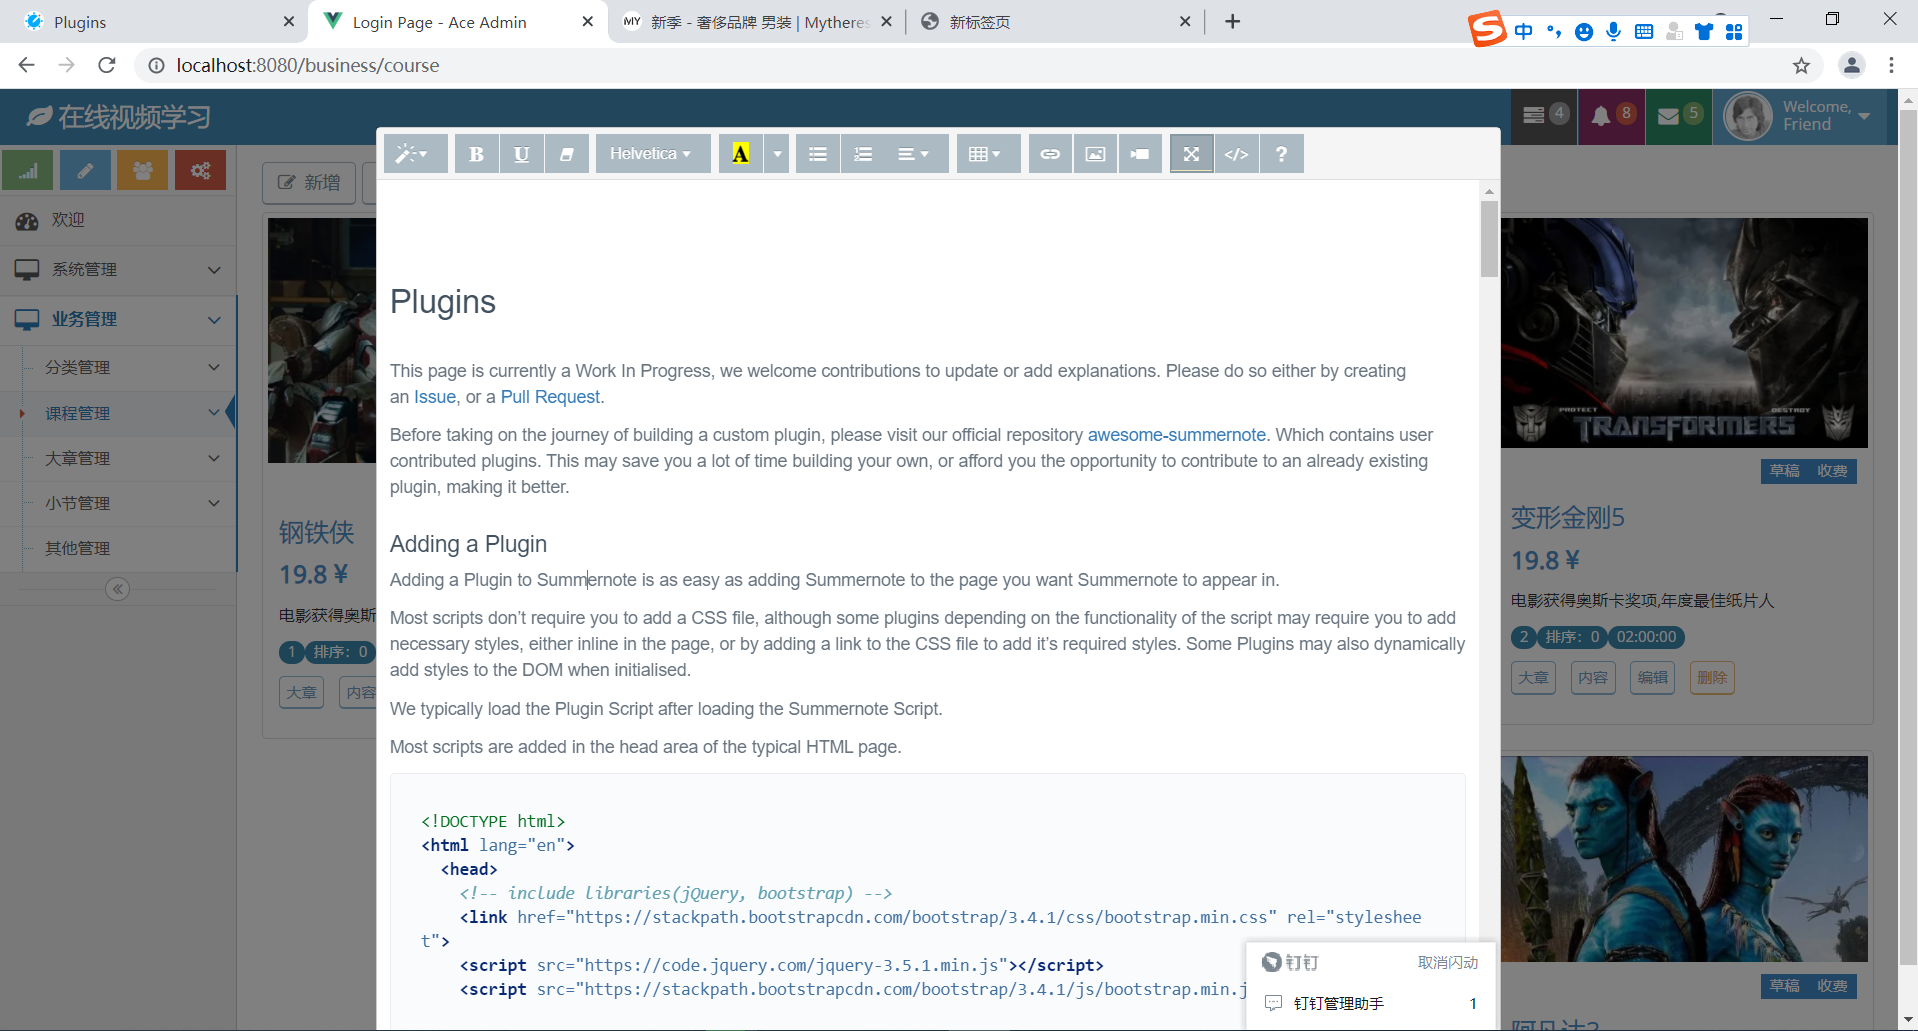 Plugins
Login Page - Ace Admin
新季 - 奢侈品牌 男装 | Mytheres
新标签页
中
localhost:8080/business/course
在线视频学习
4
8
5
Welcome,
Friend
B U Helvetica A </> ?
新增
欢迎
系统管理
业务管理
分类管理
课程管理
大章管理
小节管理
其他管理
钢铁侠
19.8 ¥
电影获得奥斯
1 排序：0
大章 内容
Plugins
This page is currently a Work In Progress, we welcome contributions to update or add explanations. Please do so either by creating
an Issue, or a Pull Request.
Before taking on the journey of building a custom plugin, please visit our official repository awesome-summernote. Which contains user
contributed plugins. This may save you a lot of time building your own, or afford you the opportunity to contribute to an already existing
plugin, making it better.
Adding a Plugin
Adding a Plugin to Summernote is as easy as adding Summernote to the page you want Summernote to appear in.
Most scripts don’t require you to add a CSS file, although some plugins depending on the functionality of the script may require you to add
necessary styles, either inline in the page, or by adding a link to the CSS file to add it’s required styles. Some Plugins may also dynamically
add styles to the DOM when initialised.
We typically load the Plugin Script after loading the Summernote Script.
Most scripts are added in the head area of the typical HTML page.
<!DOCTYPE html>
<html lang="en">
<head>
<!-- include libraries(jQuery, bootstrap) -->
<link href="https://stackpath.bootstrapcdn.com/bootstrap/3.4.1/css/bootstrap.min.css" rel="styleshee
t">
<script src="https://code.jquery.com/jquery-3.5.1.min.js"></script>
<script src="https://stackpath.bootstrapcdn.com/bootstrap/3.4.1/js/bootstrap.min.j
PROTECT DESTROY
TRANSFORMERS
草稿 收费
变形金刚5
19.8 ¥
电影获得奥斯卡奖项,年度最佳纸片人
2 排序：0 02:00:00
大章 内容 编辑 删除
草稿 收费
阿凡达2
钉钉 取消闪动
钉钉管理助手 1